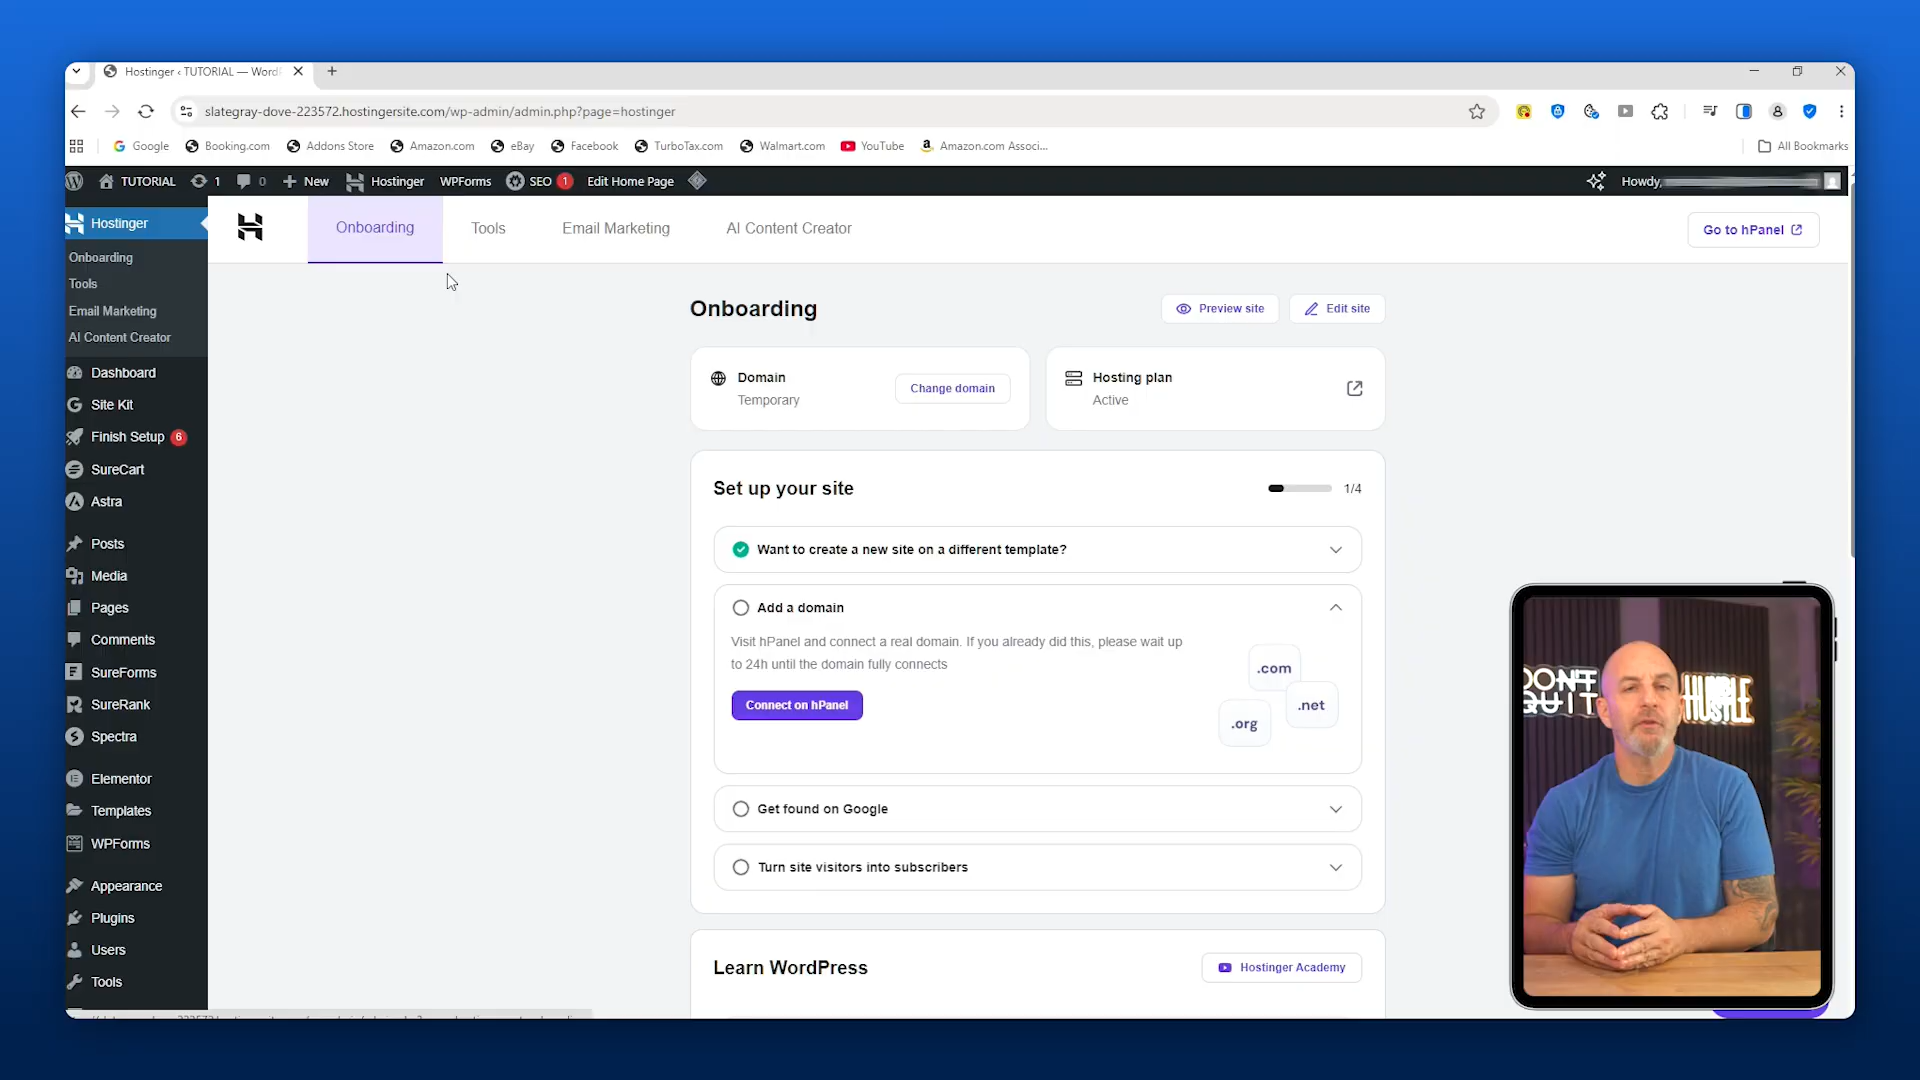 Hostinger ‹ TUTORIAL — WordP
slategray-dove-223572.hostingersite.com/wp-admin/admin.php?page=hostinger
Google
Booking.com
Addons Store
Amazon.com
eBay
Facebook
TurboTax.com
Walmart.com
YouTube
Amazon.com Associ...
All Bookmarks
TUTORIAL
1
0
New
Hostinger
WPForms
SEO
1
Edit Home Page
Howdy,
Hostinger
Onboarding
Tools
Email Marketing
AI Content Creator
Dashboard
Site Kit
Finish Setup 6
SureCart
Astra
Posts
Media
Pages
Comments
SureForms
SureRank
Spectra
Elementor
Templates
WPForms
Appearance
Plugins
Users
Tools
Onboarding
Tools
Email Marketing
AI Content Creator
Go to hPanel
Onboarding
Preview site
Edit site
Domain
Temporary
Change domain
Hosting plan
Active
Set up your site
1/4
Want to create a new site on a different template?
Add a domain
Visit hPanel and connect a real domain. If you already did this, please wait up
to 24h until the domain fully connects
Connect on hPanel
.com
.net
.org
Get found on Google
Turn site visitors into subscribers
Learn WordPress
Hostinger Academy
DON'T
QUIT
HUSTLE